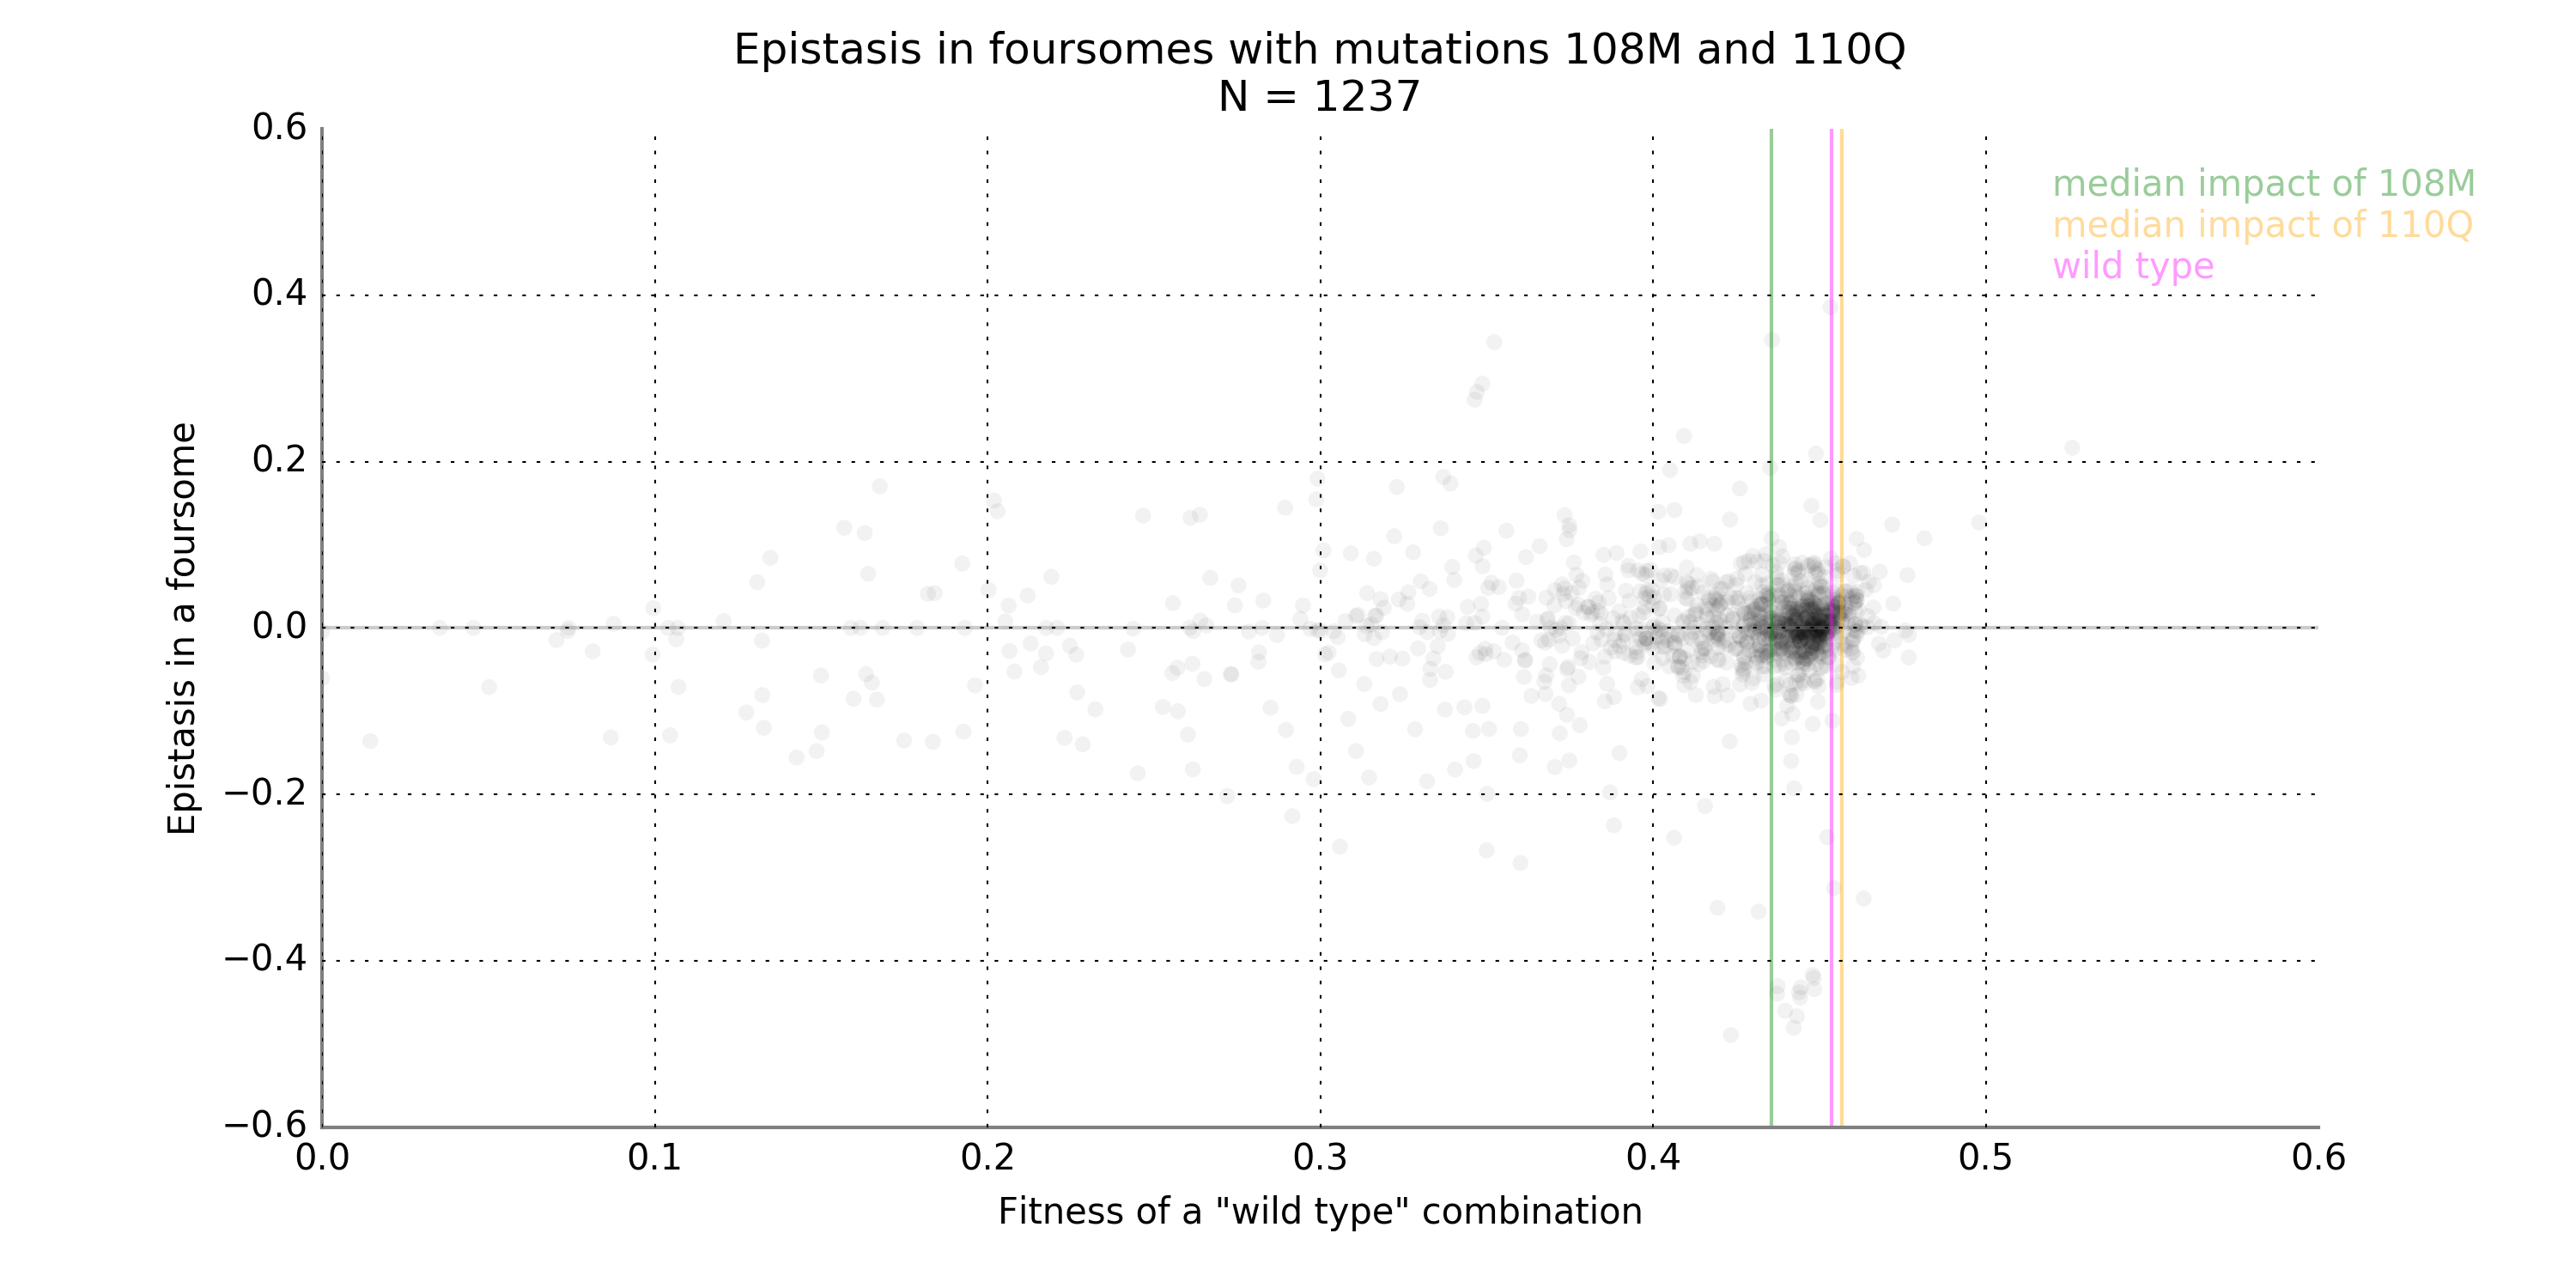 Epistasis in foursomes with mutations 108M and 110Q
N = 1237
0.6
median impact of 108M
median impact of 110Q
wild type
0.4
0.2
0.0
−0.2
−0.4
−0.6
Epistasis in a foursome
0.0 0.1 0.2 0.3 0.4 0.5 0.6
Fitness of a "wild type" combination